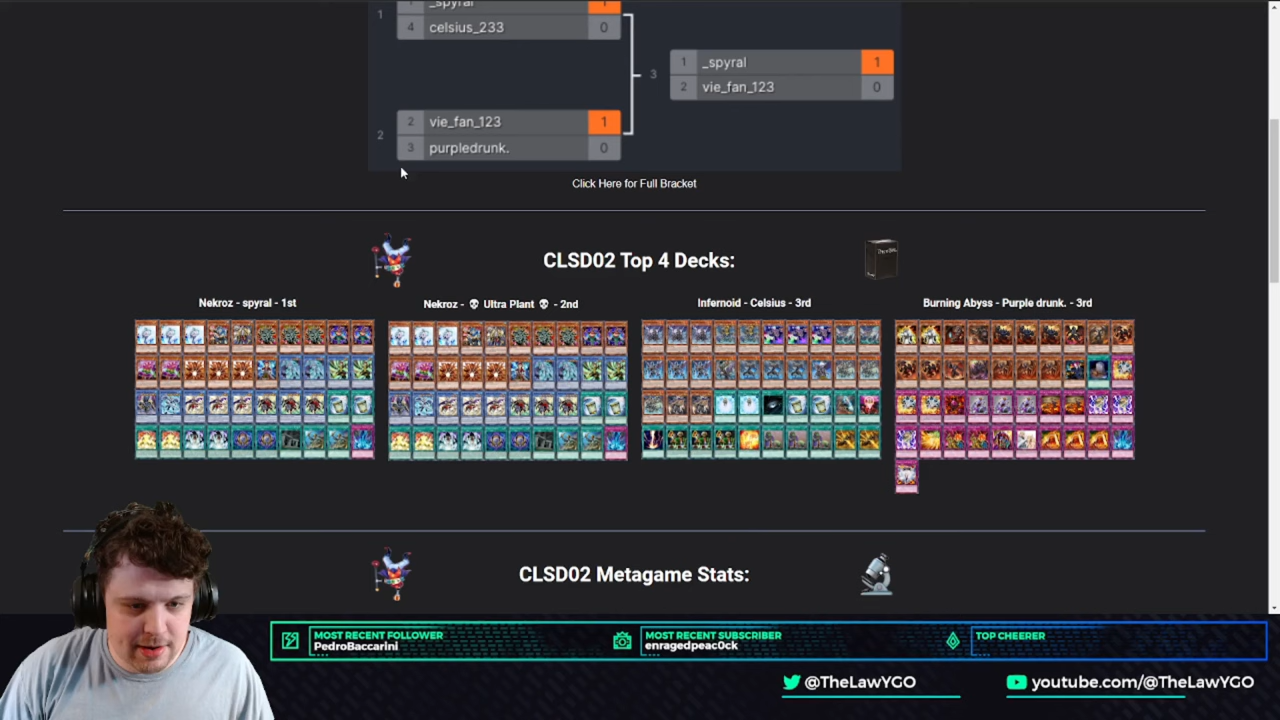 1 1 _spyral 1
4 celsius_233 0
3 1 _spyral 1
2 vie_fan_123 0
2 2 vie_fan_123 1
3 purpledrunk. 0
Click Here for Full Bracket
CLSD02 Top 4 Decks:
Nekroz - spyral - 1st
Nekroz - 💀 Ultra Plant 💀 - 2nd
Infernoid - Celsius - 3rd
Burning Abyss - Purple drunk. - 3rd
CLSD02 Metagame Stats:
MOST RECENT FOLLOWER
PedroBaccarini
MOST RECENT SUBSCRIBER
enragedpeac0ck
TOP CHEERER
@TheLawYGO
youtube.com/@TheLawYGO